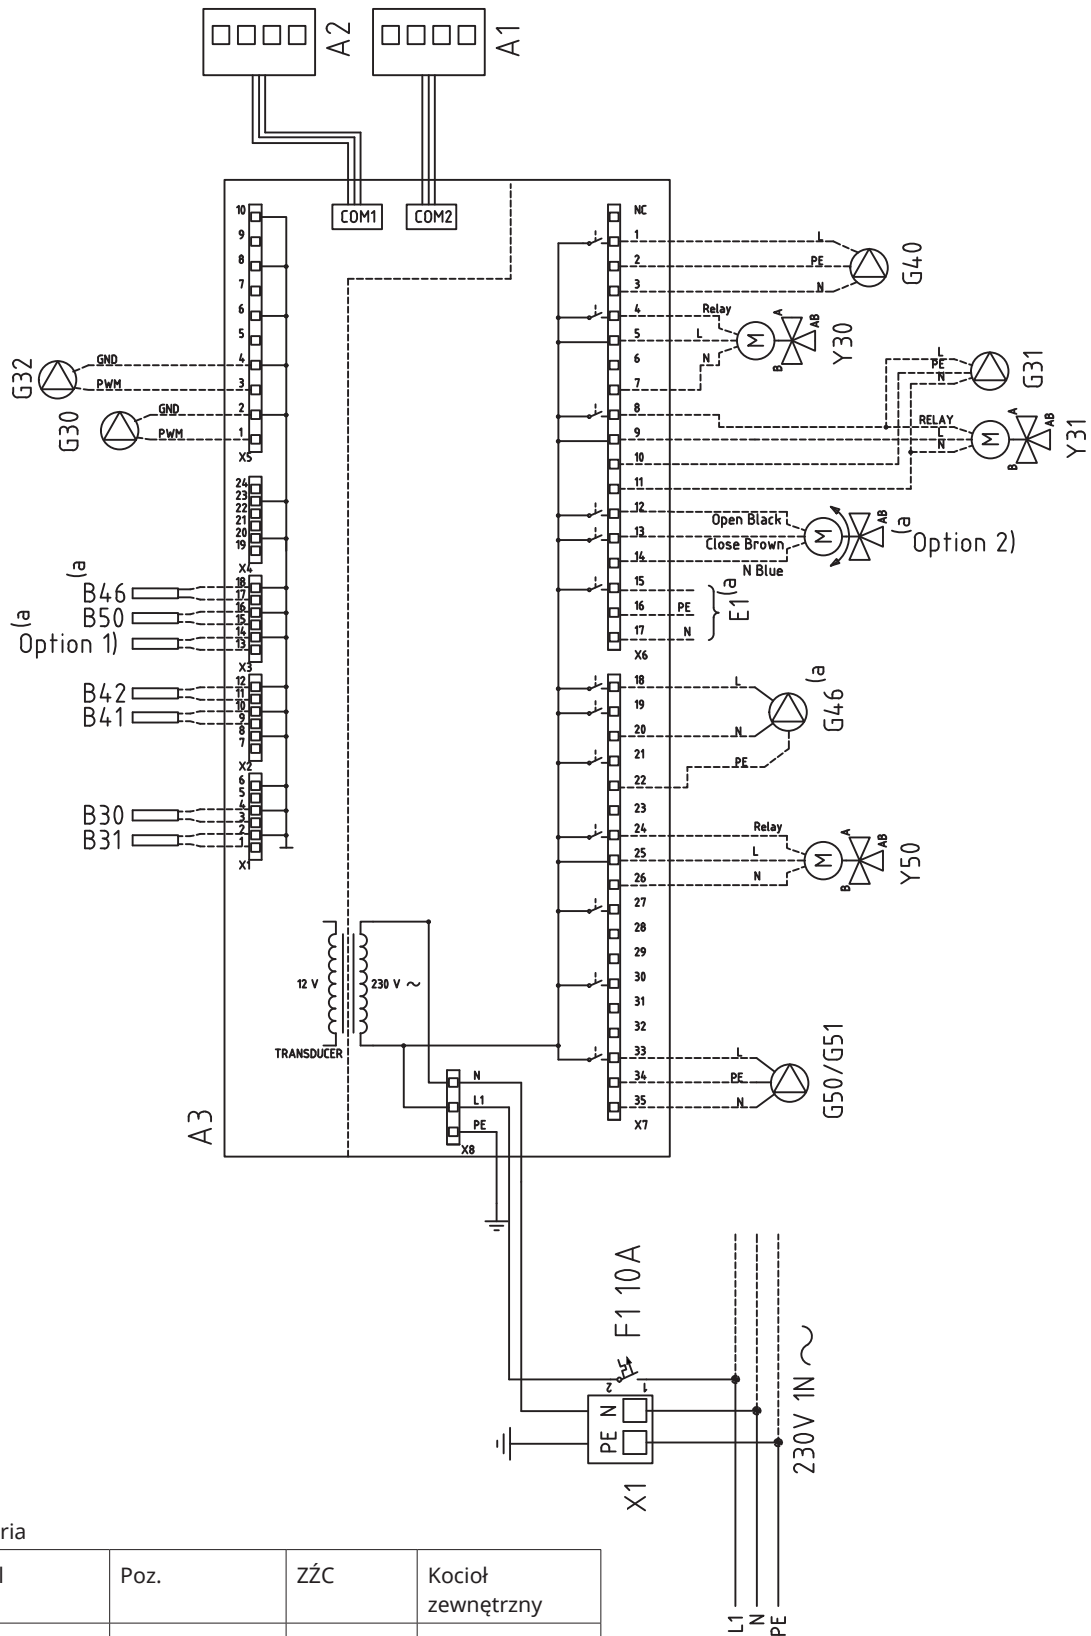 A2
A1
COM1
COM2
10
9
8
7
6
5
4
3
2
1
X5
GND
PWM
G32
GND
PWM
G30
24
23
22
21
20
19
X4
18
17
16
15
14
13
X3
(a
B46
B50
(a
Option 1)
12
11
10
9
8
7
X2
B42
B41
6
5
4
3
2
1
X1
B30
B31
NC
1
2
3
4
5
6
7
8
9
10
11
12
13
14
15
16
17
X6
L
PE
N
G40
Relay
L
N
M
A
AB
B
Y30
L
PE
N
G31
RELAY
L
N
M
A
AB
B
Y31
Open Black
Close Brown
N Blue
M
AB
(a
Option 2)
PE
N
E1 (a
18
19
20
21
22
23
24
25
26
27
28
29
30
31
32
33
34
35
X7
L
N
PE
G46 (a
Relay
L
N
M
A
AB
B
Y50
L
PE
N
G50/G51
12 V
230 V ~
TRANSDUCER
A3
N
L1
PE
X8
F1 10A
2
1
PE N
X1
230V 1N ~
L1
N
PE
ria
l
Poz.
ZŹC
Kocioł
zewnętrzny